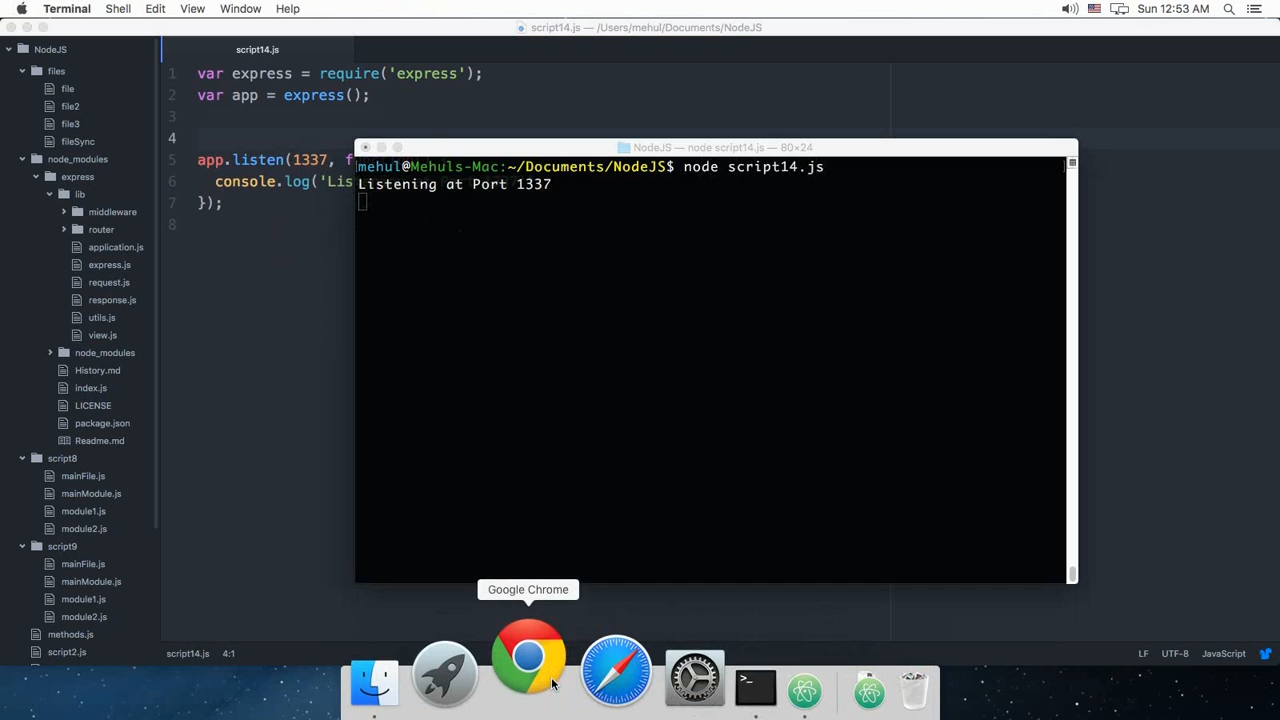 Terminal Shell Edit View Window Help Sun 12:53 AM
script14.js — /Users/mehul/Documents/NodeJS
NodeJS
files
file
file2
file3
fileSync
node_modules
express
lib
middleware
router
application.js
express.js
request.js
response.js
utils.js
view.js
node_modules
History.md
index.js
LICENSE
package.json
Readme.md
script8
mainFile.js
mainModule.js
module1.js
module2.js
script9
mainFile.js
mainModule.js
module1.js
module2.js
methods.js
script2.js
script14.js
1 var express = require('express');
2 var app = express();
3
4
5 app.listen(1337, f
6 console.log('Lis
7 });
8
NodeJS — node script14.js — 80×24
mehul@Mehuls-Mac:~/Documents/NodeJS$ node script14.js
Listening at Port 1337
Google Chrome
script14.js 4:1 LF UTF-8 JavaScript
>_